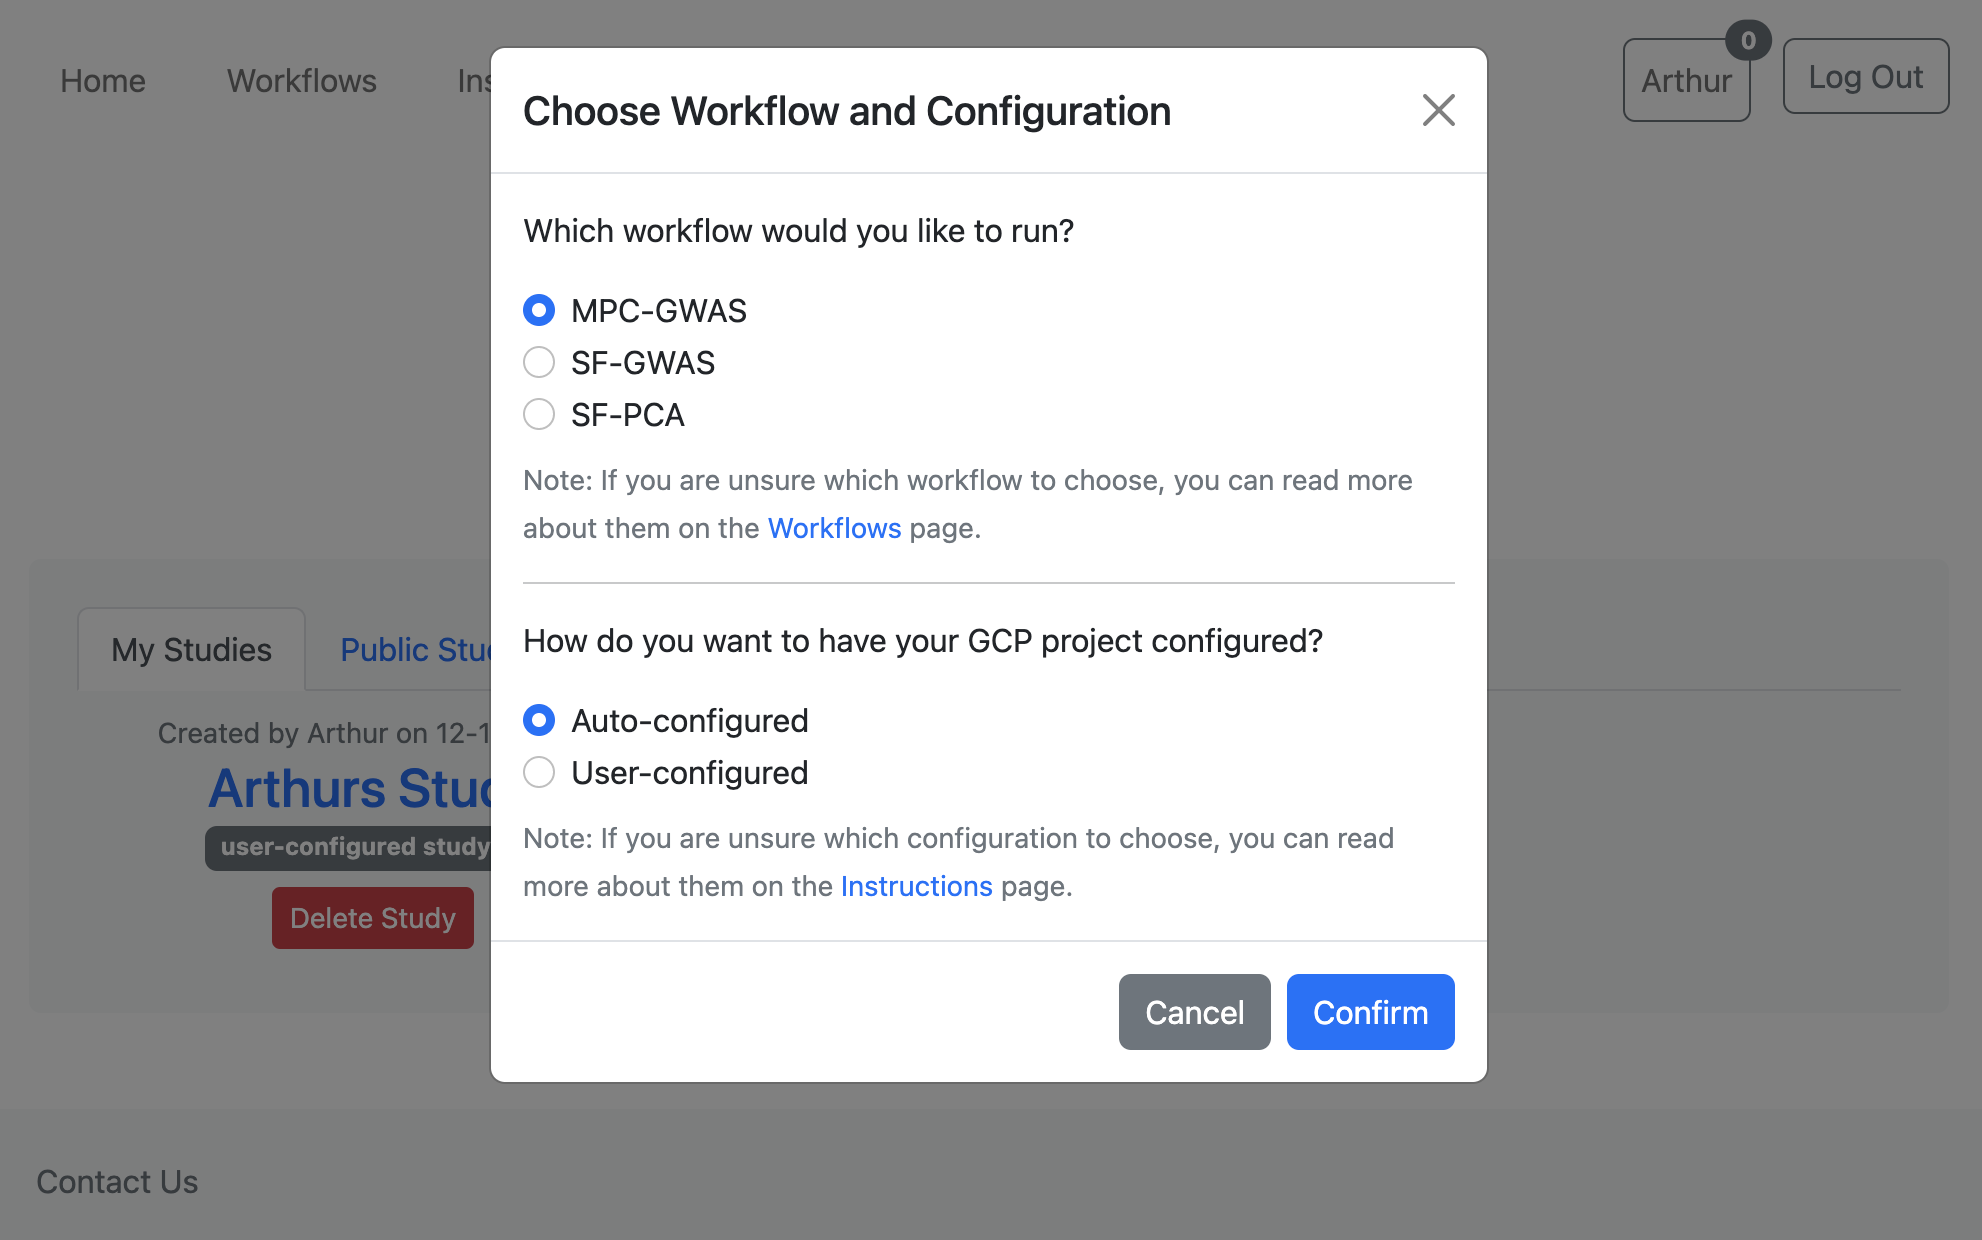 Home
Workflows
Ins
Arthur
0
Log Out
Choose Workflow and Configuration
Which workflow would you like to run?
MPC-GWAS
SF-GWAS
SF-PCA
Note: If you are unsure which workflow to choose, you can read more
about them on the Workflows page.
How do you want to have your GCP project configured?
Auto-configured
User-configured
Note: If you are unsure which configuration to choose, you can read
more about them on the Instructions page.
Cancel
Confirm
My Studies
Public Stu
Created by Arthur on 12-1
Arthurs Stu
user-configured study
Delete Study
Contact Us